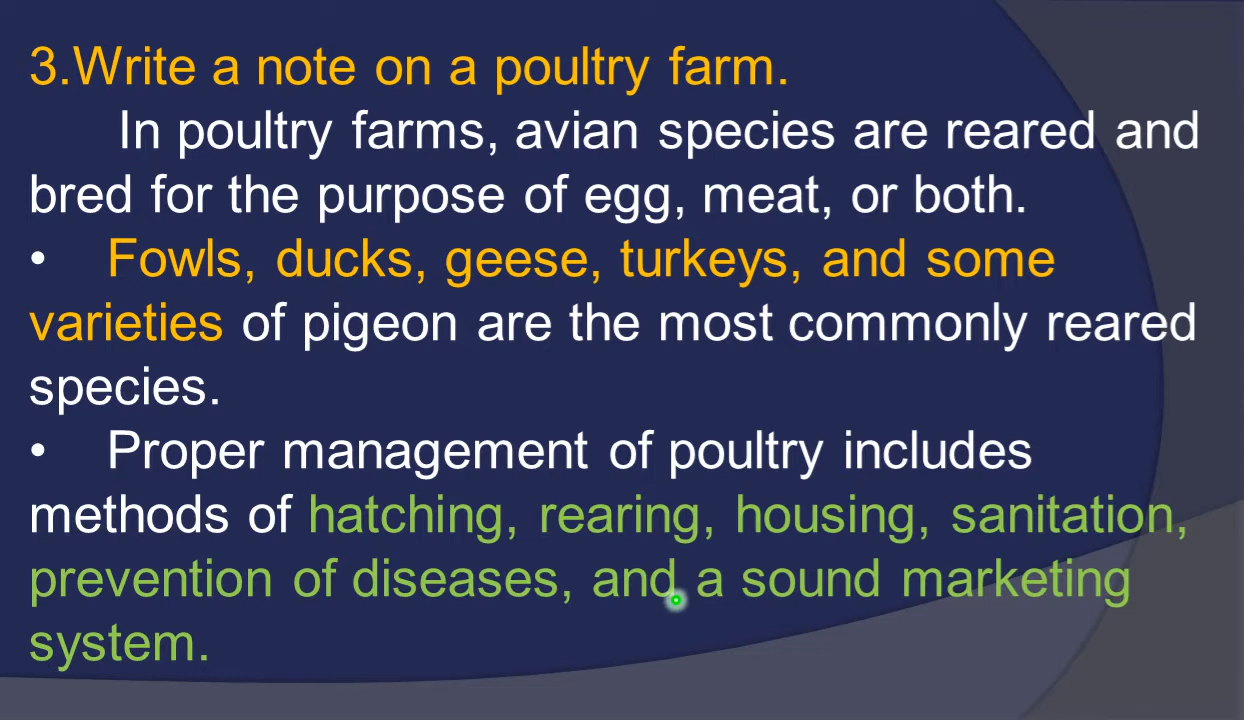 3.Write a note on a poultry farm.
In poultry farms, avian species are reared and
bred for the purpose of egg, meat, or both.
• Fowls, ducks, geese, turkeys, and some
varieties of pigeon are the most commonly reared
species.
• Proper management of poultry includes
methods of hatching, rearing, housing, sanitation,
prevention of diseases, and a sound marketing
system.